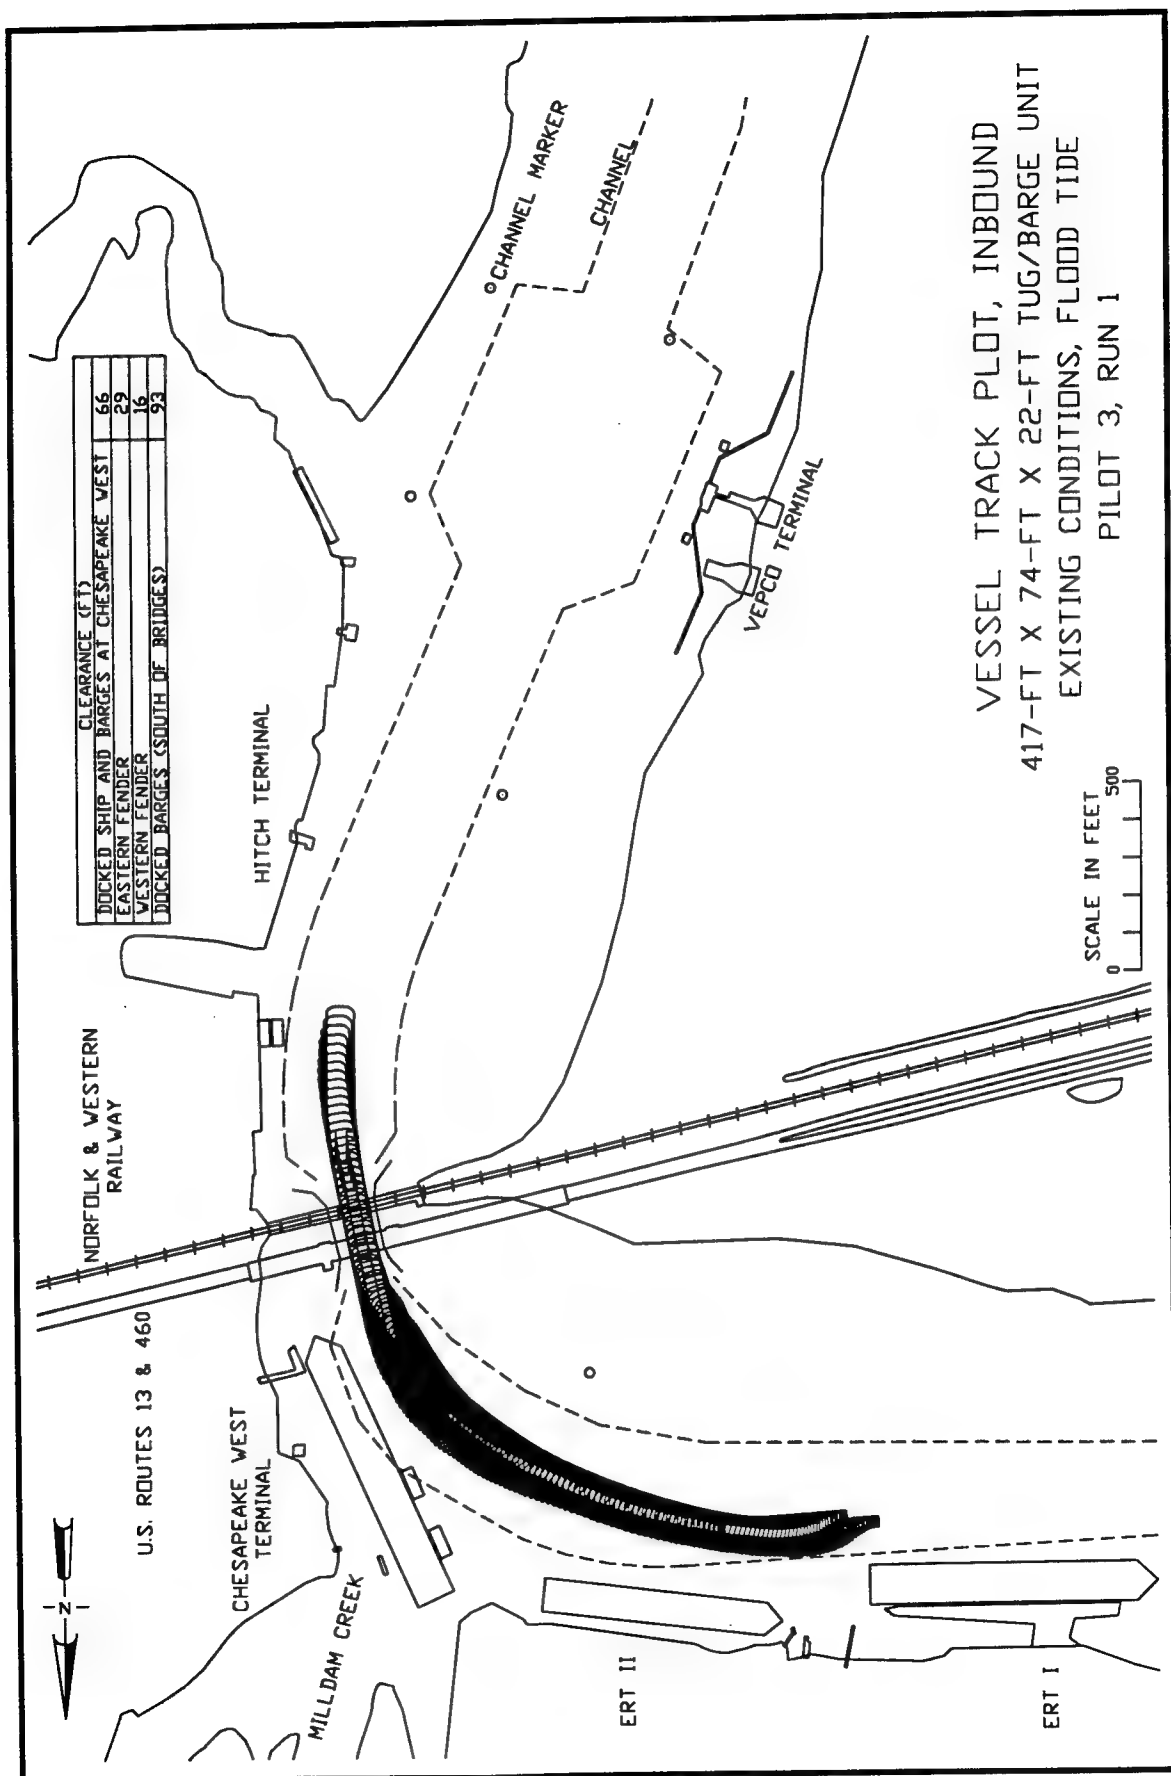 CLEARANCE (FT)
DOCKED SHIP AND BARGES AT CHESAPEAKE WEST 66
EASTERN FENDER 29
WESTERN FENDER 16
DOCKED BARGES (SOUTH OF BRIDGES) 93
N
U.S. ROUTES 13 & 460
NORFOLK & WESTERN
RAILWAY
HITCH TERMINAL
CHANNEL MARKER
CHANNEL
CHESAPEAKE WEST
TERMINAL
MILLDAM CREEK
VEPCO TERMINAL
ERT II
ERT I
SCALE IN FEET
0 500
VESSEL TRACK PLOT, INBOUND
417-FT X 74-FT X 22-FT TUG/BARGE UNIT
EXISTING CONDITIONS, FLOOD TIDE
PILOT 3, RUN 1